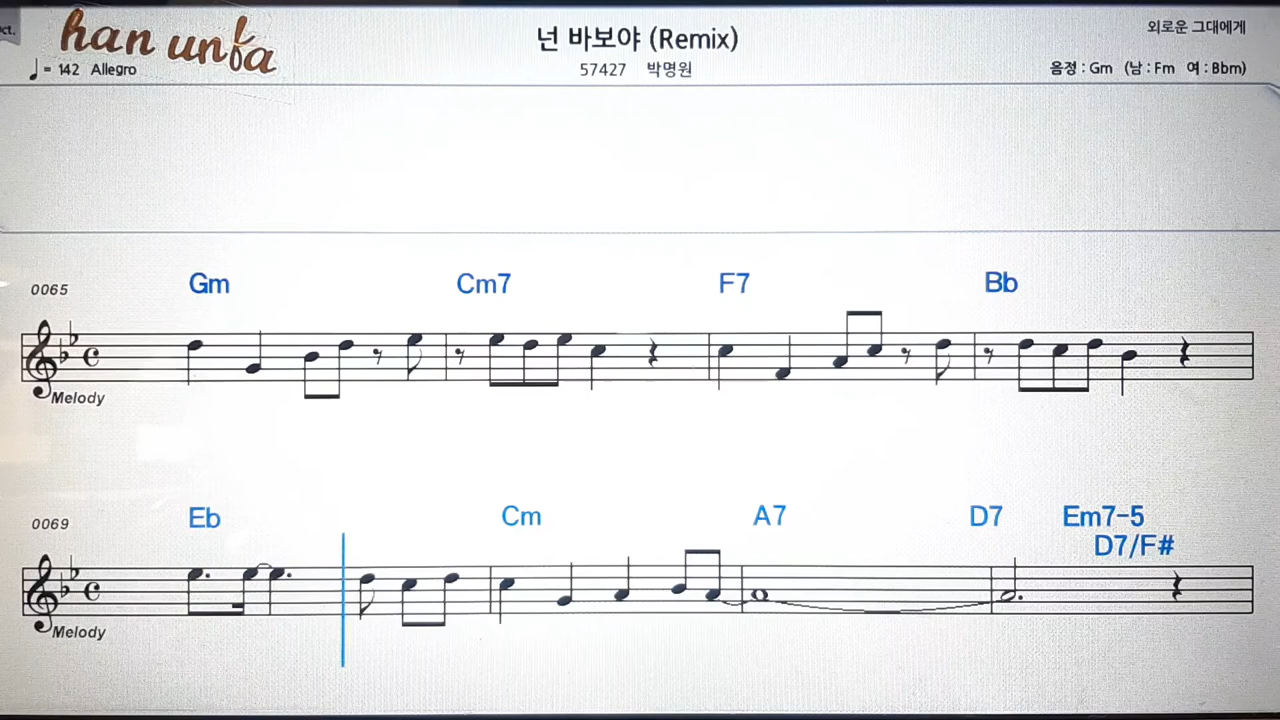 ct.
han unfa
♩= 142 Allegro
넌 바보야 (Remix)
57427 박명원
외로운 그대에게
음정 : Gm (남 : Fm 여 : Bbm)
0065
Gm Cm7 F7 Bb
Melody
0069
Eb Cm A7 D7 Em7-5
D7/F#
Melody